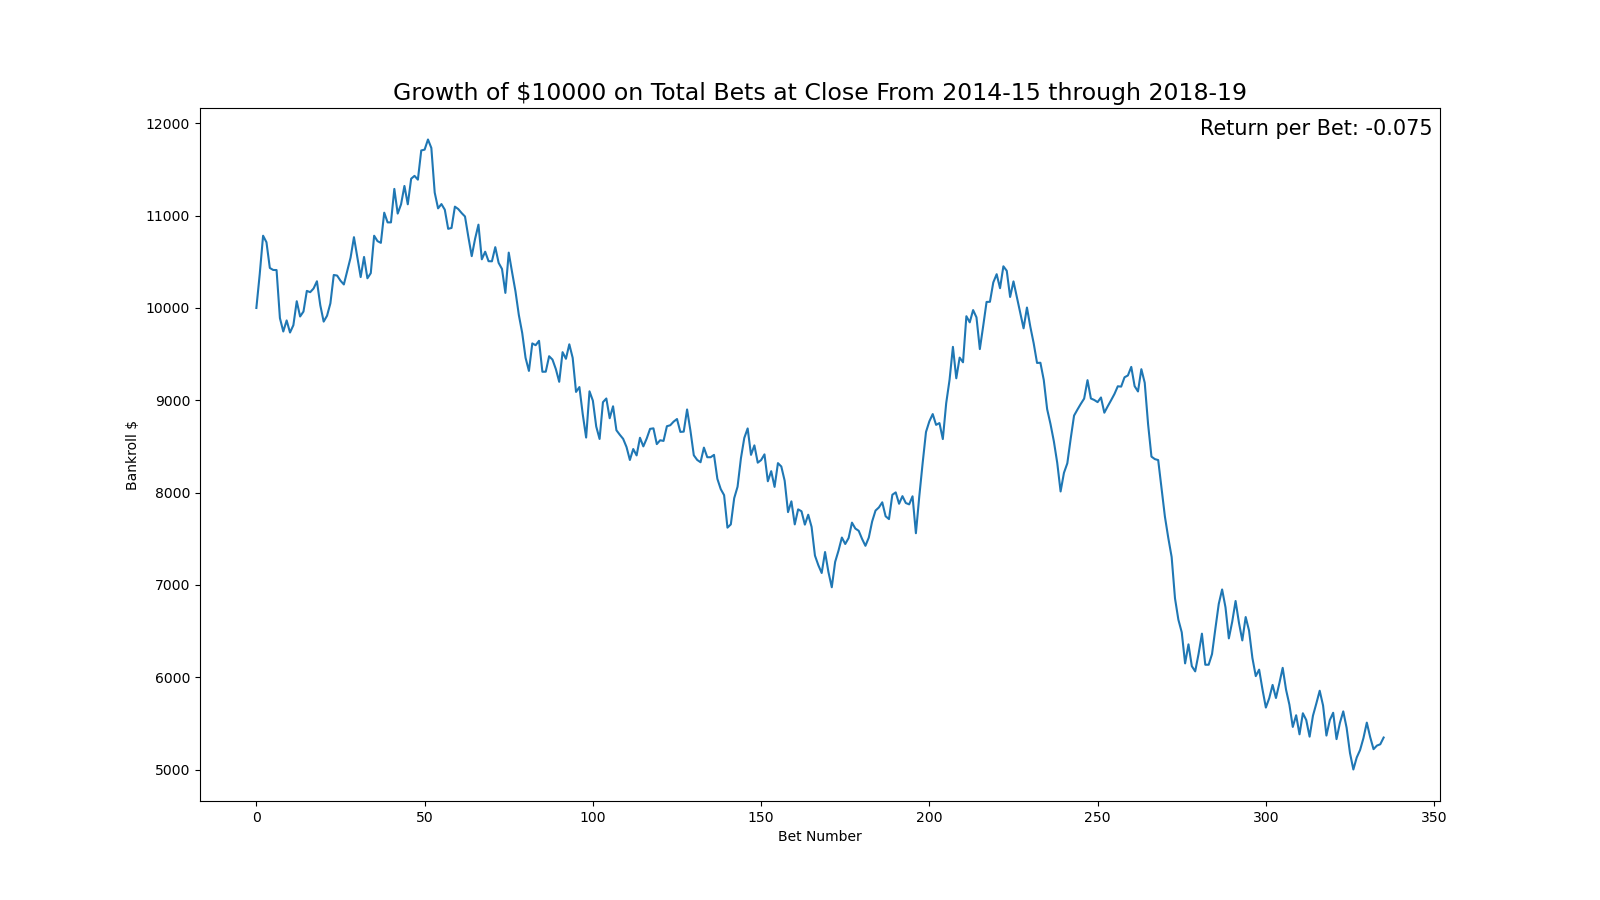 Growth of $10000 on Total Bets at Close From 2014-15 through 2018-19
Return per Bet: -0.075
12000
11000
10000
9000
8000
7000
6000
5000
Bankroll $
0 50 100 150 200 250 300 350
Bet Number